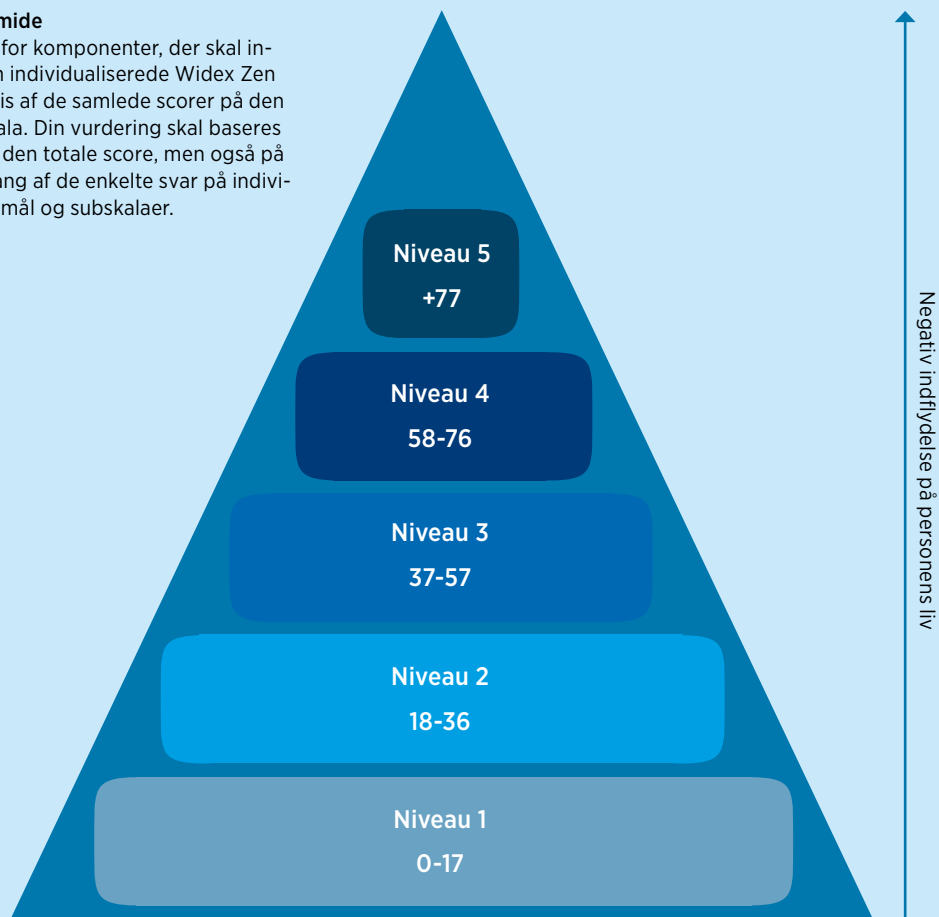 mide
for komponenter, der skal in-
n individualiserede Widex Zen
is af de samlede scorer på den
ala. Din vurdering skal baseres
den totale score, men også på
ang af de enkelte svar på indivi-
mål og subskalaer.
Niveau 5
+77
Niveau 4
58-76
Niveau 3
37-57
Niveau 2
18-36
Niveau 1
0-17
Negativ indflydelse på personens liv